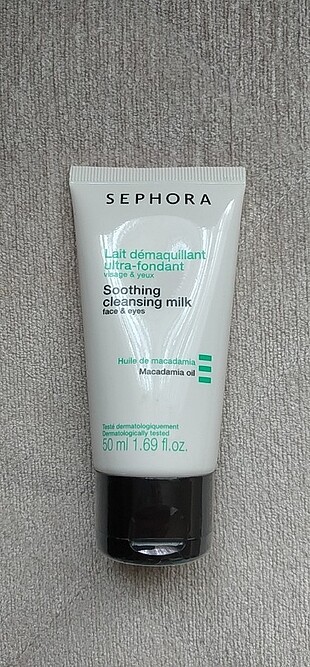 SEPHORA
Lait démaquillant
ultra-fondant
visage & yeux
Soothing
cleansing milk
face & eyes
Huile de macadamia
Macadamia oil
Testé dermatologiquement
Dermatologically tested
50 ml 1.69 fl.oz.